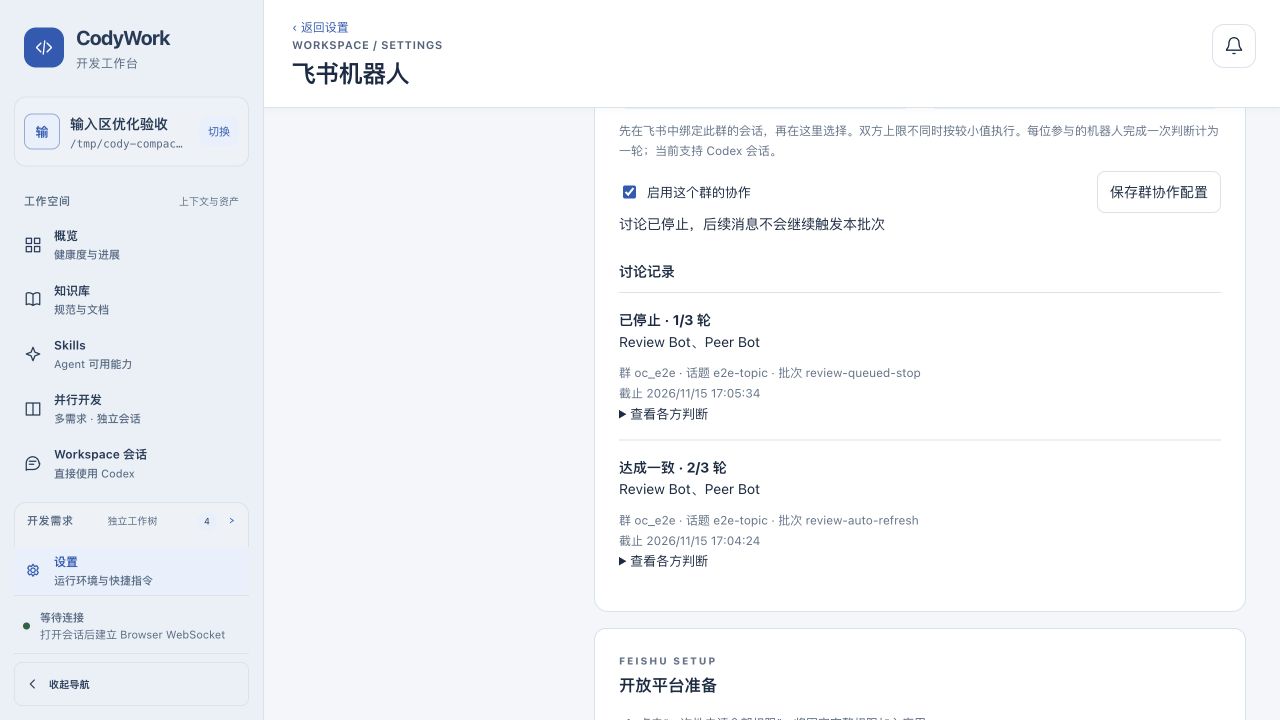 CodyWork
开发工作台
输
输入区优化验收
/tmp/cody-compac…
切换
工作空间
上下文与资产
概览
健康度与进展
知识库
规范与文档
Skills
Agent 可用能力
并行开发
多需求 · 独立会话
Workspace 会话
直接使用 Codex
开发需求
独立工作树
4
设置
运行环境与快捷指令
等待连接
打开会话后建立 Browser WebSocket
收起导航
‹ 返回设置
WORKSPACE / SETTINGS
飞书机器人
先在飞书中绑定此群的会话，再在这里选择。双方上限不同时按较小值执行。每位参与的机器人完成一次判断计为
一轮；当前支持 Codex 会话。
启用这个群的协作
保存群协作配置
讨论已停止，后续消息不会继续触发本批次
讨论记录
已停止 · 1/3 轮
Review Bot、Peer Bot
群 oc_e2e · 话题 e2e-topic · 批次 review-queued-stop
截止 2026/11/15 17:05:34
查看各方判断
达成一致 · 2/3 轮
Review Bot、Peer Bot
群 oc_e2e · 话题 e2e-topic · 批次 review-auto-refresh
截止 2026/11/15 17:04:24
查看各方判断
FEISHU SETUP
开放平台准备